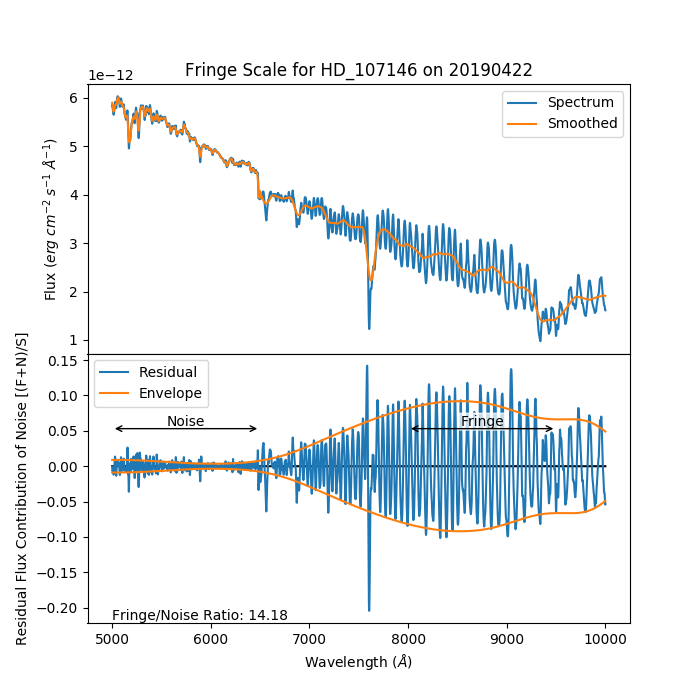 Fringe Scale for HD_107146 on 20190422
1e−12
6
5
4
3
2
1
Flux (erg cm⁻² s⁻¹ Å⁻¹)
Spectrum
Smoothed
0.15
0.10
0.05
0.00
−0.05
−0.10
−0.15
−0.20
Residual Flux Contribution of Noise [(F+N)/S]
Residual
Envelope
Noise
Fringe
Fringe/Noise Ratio: 14.18
5000 6000 7000 8000 9000 10000
Wavelength (Å)